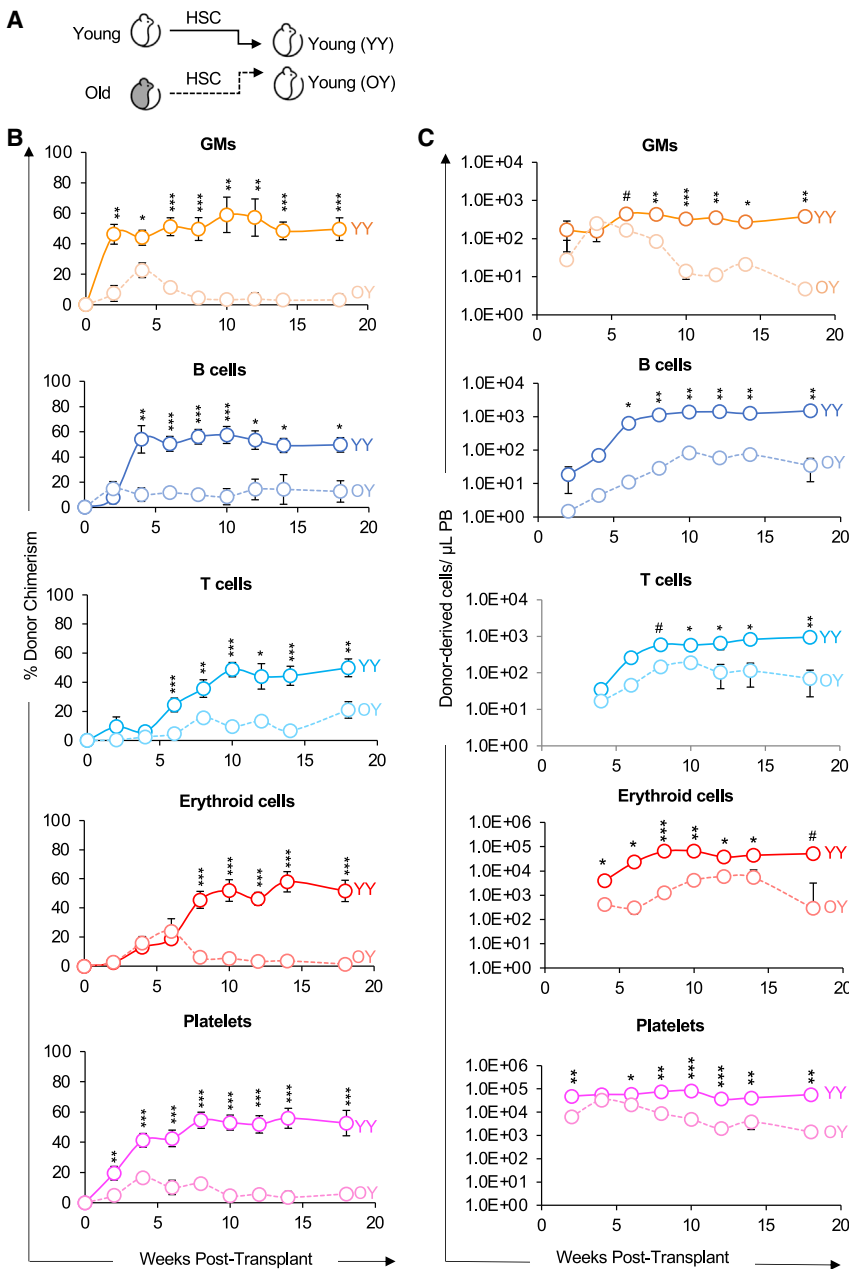 A
Young
HSC
Young (YY)
Old
HSC
Young (OY)
B
% Donor Chimerism
GMs
100
80
60
40
20
0
** * *** *** ** ** *** ***
YY
OY
0 5 10 15 20
B cells
100
80
60
40
20
0
** *** *** *** * * *
YY
OY
0 5 10 15 20
T cells
100
80
60
40
20
0
*** ** *** * *** **
YY
OY
0 5 10 15 20
Erythroid cells
100
80
60
40
20
0
*** *** *** *** ***
YY
OY
0 5 10 15 20
Platelets
100
80
60
40
20
0
** *** *** *** *** *** *** ***
YY
OY
0 5 10 15 20
Weeks Post-Transplant
C
Donor-derived cells/ µL PB
GMs
1.0E+04
1.0E+03
1.0E+02
1.0E+01
1.0E+00
# ** *** ** * **
YY
OY
0 5 10 15 20
B cells
1.0E+04
1.0E+03
1.0E+02
1.0E+01
1.0E+00
* ** ** ** ** **
YY
OY
0 5 10 15 20
T cells
1.0E+04
1.0E+03
1.0E+02
1.0E+01
1.0E+00
# * * * **
YY
OY
0 5 10 15 20
Erythroid cells
1.0E+06
1.0E+05
1.0E+04
1.0E+03
1.0E+02
1.0E+01
1.0E+00
* * *** ** * * #
YY
OY
0 5 10 15 20
Platelets
1.0E+06
1.0E+05
1.0E+04
1.0E+03
1.0E+02
1.0E+01
1.0E+00
** * ** *** *** ** **
YY
OY
0 5 10 15 20
Weeks Post-Transplant